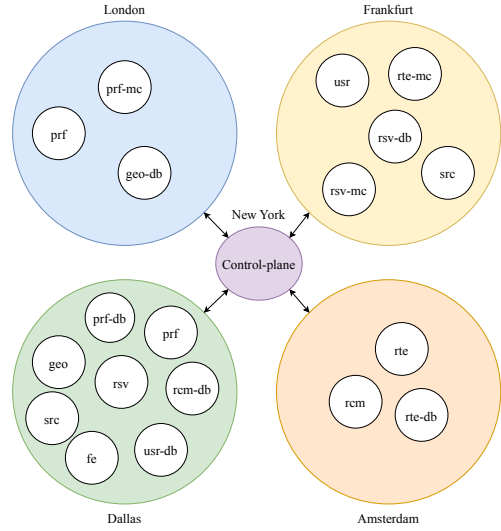 London
Frankfurt
prf-mc
prf
geo-db
usr
rte-mc
rsv-db
rsv-mc
src
New York
Control-plane
prf-db
prf
geo
rsv
rcm-db
src
fe
usr-db
rte
rcm
rte-db
Dallas
Amsterdam